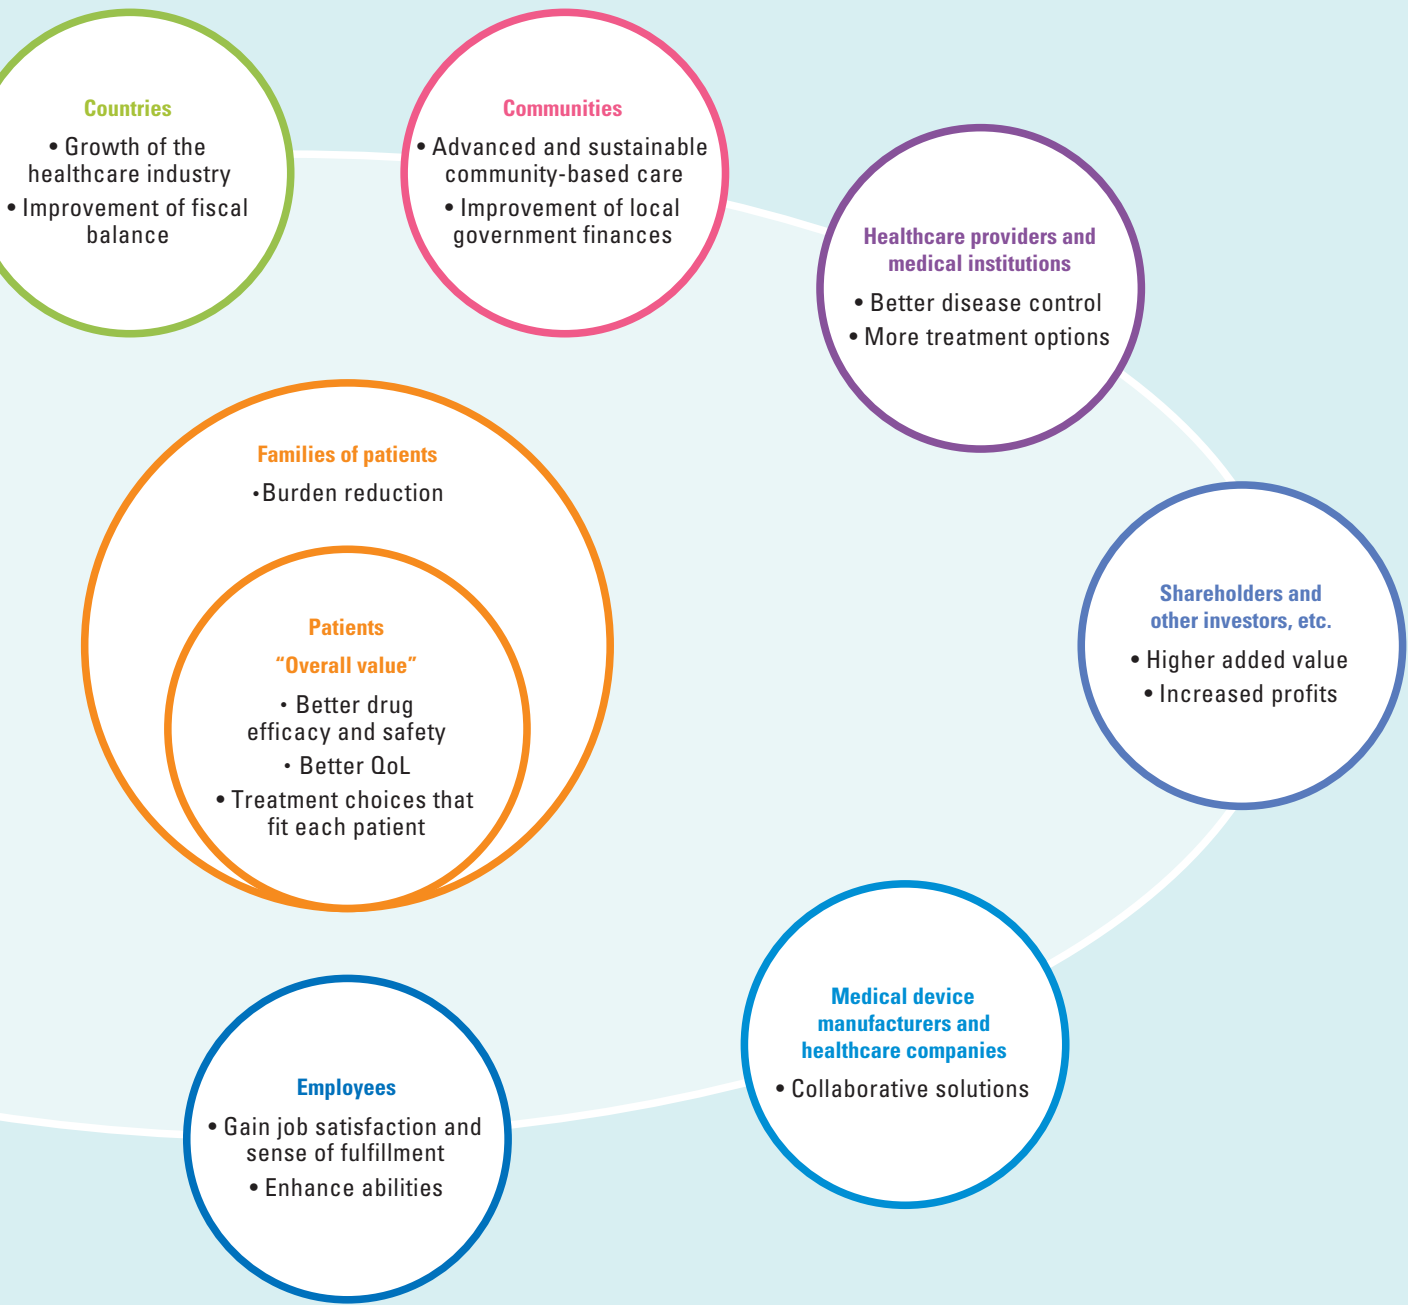 Countries
• Growth of the
healthcare industry
• Improvement of fiscal
balance
Communities
• Advanced and sustainable
community-based care
• Improvement of local
government finances
Healthcare providers and
medical institutions
• Better disease control
• More treatment options
Families of patients
・Burden reduction
Patients
“Overall value”
・Better drug
efficacy and safety
・Better QoL
• Treatment choices that
fit each patient
Shareholders and
other investors, etc.
• Higher added value
• Increased profits
Medical device
manufacturers and
healthcare companies
• Collaborative solutions
Employees
• Gain job satisfaction and
sense of fulfillment
• Enhance abilities